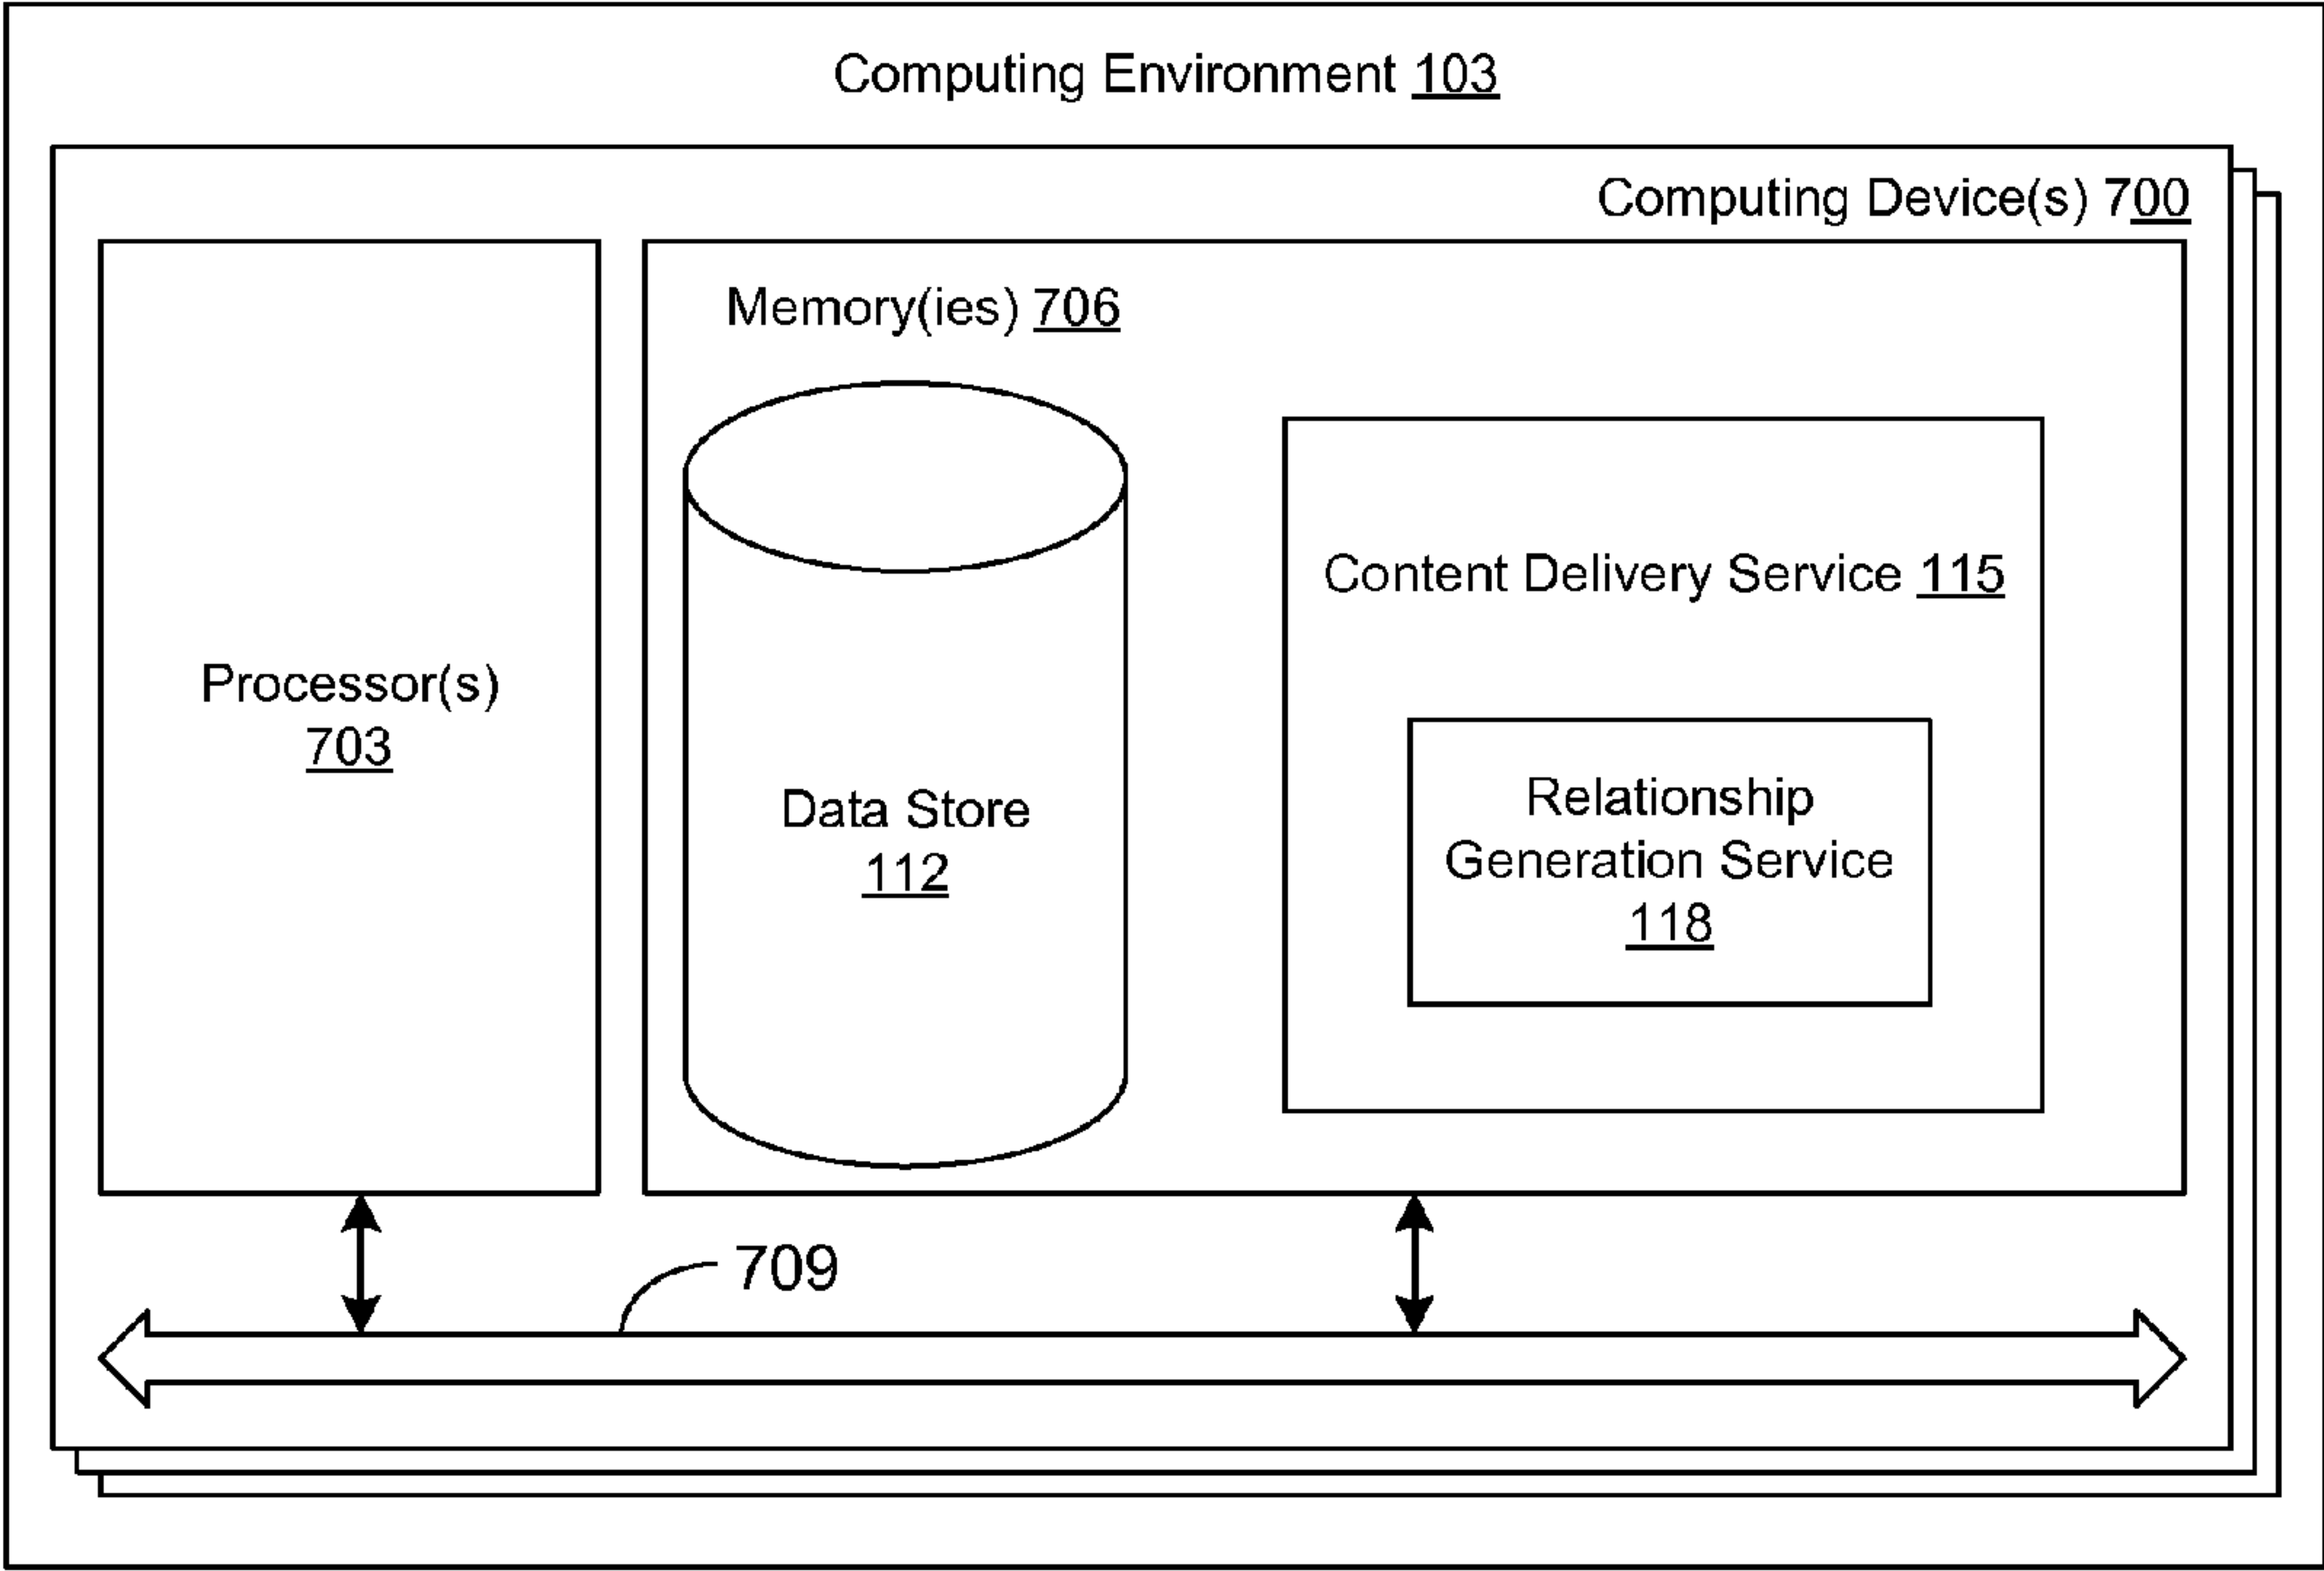 Computing Environment 103
Computing Device(s) 700
Memory(ies) 706
Content Delivery Service 115
Processor(s)
703
Data Store
112
Relationship
Generation Service
118
709